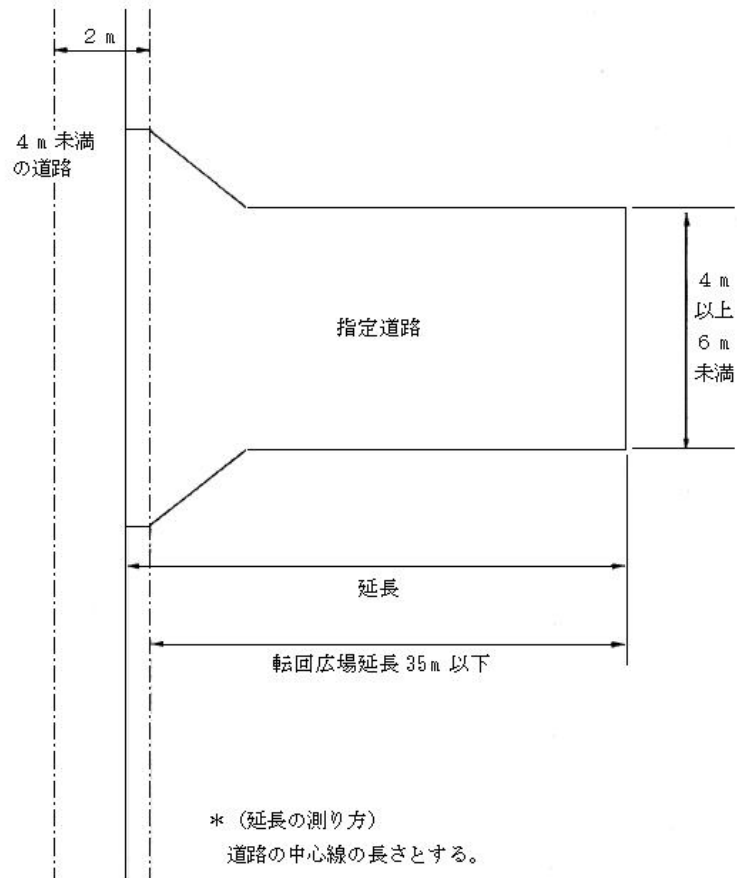 2 m
4 m 未満
の道路
指定道路
4 m
以上
6 m
未満
延長
転回広場延長 35m 以下
* (延長の測り方)
道路の中心線の長さとする。